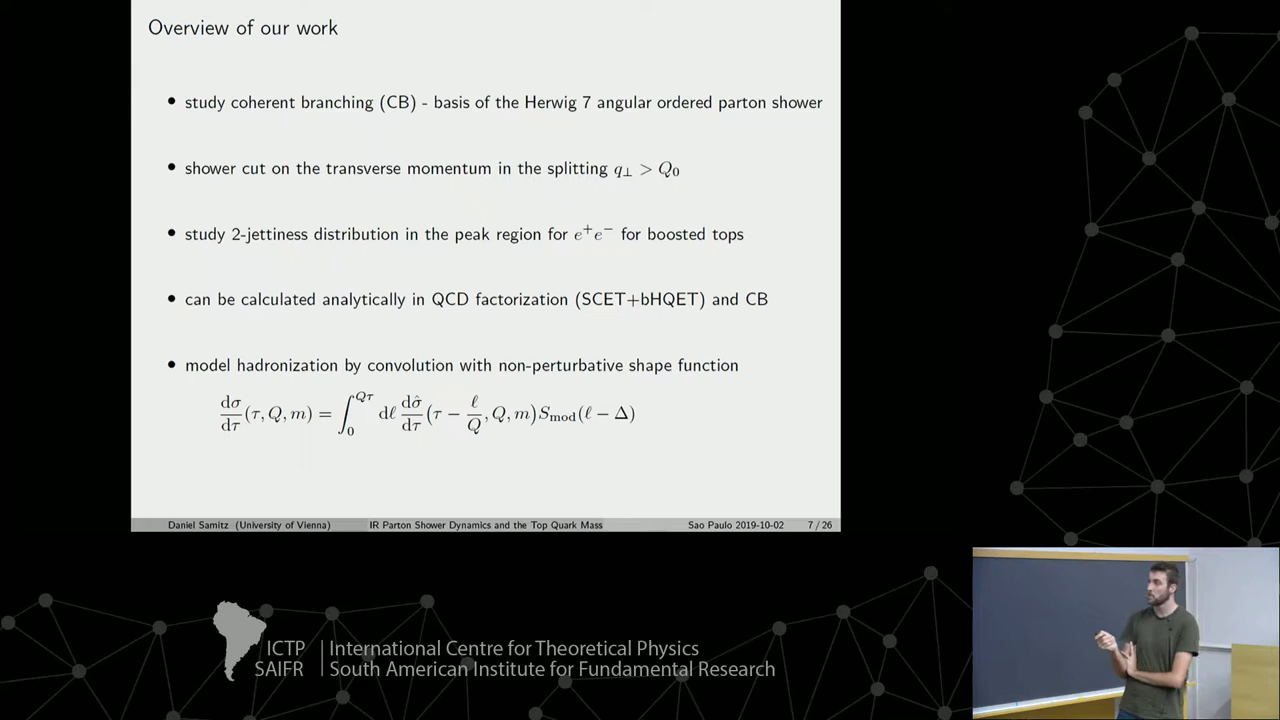 Overview of our work
• study coherent branching (CB) - basis of the Herwig 7 angular ordered parton shower
• shower cut on the transverse momentum in the splitting q⊥ > Q₀
• study 2-jettiness distribution in the peak region for e⁺e⁻ for boosted tops
• can be calculated analytically in QCD factorization (SCET+bHQET) and CB
• model hadronization by convolution with non-perturbative shape function
dσ/dτ (τ, Q, m) = ∫₀^{Qτ} dℓ dσ̂/dτ (τ − ℓ/Q, Q, m) S_mod(ℓ − Δ)
Daniel Samitz (University of Vienna) IR Parton Shower Dynamics and the Top Quark Mass Sao Paulo 2019-10-02 7 / 26
ICTP International Centre for Theoretical Physics
SAIFR South American Institute for Fundamental Research